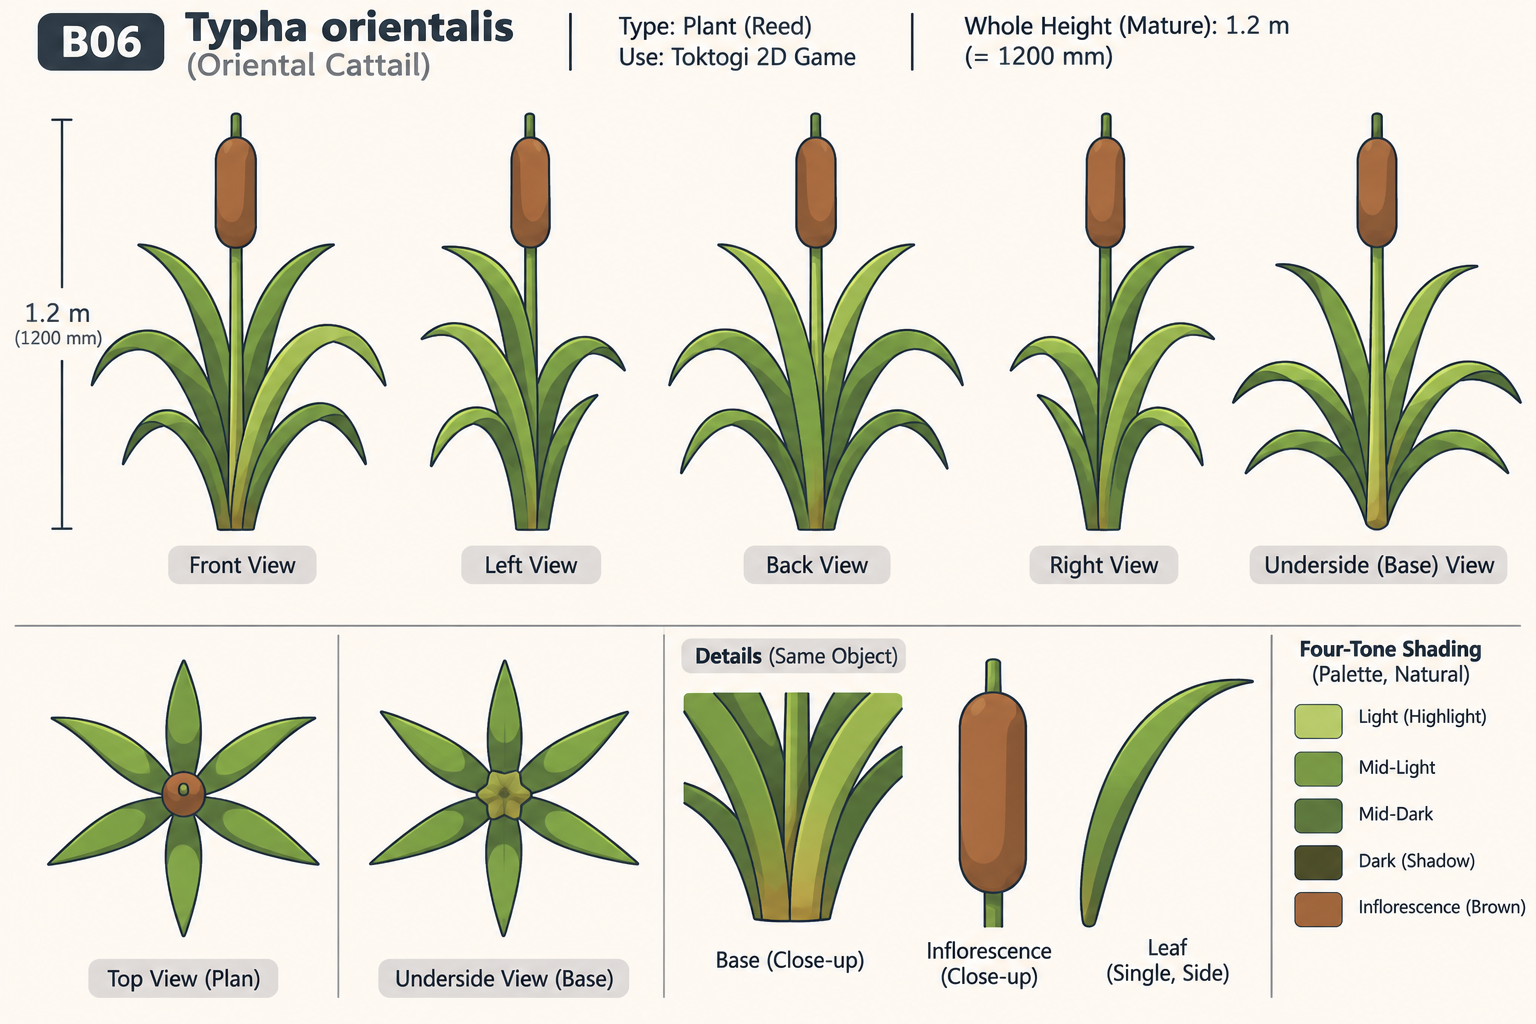 B06
Typha orientalis
(Oriental Cattail)
Type: Plant (Reed)
Use: Toktogi 2D Game
Whole Height (Mature): 1.2 m
(= 1200 mm)
1.2 m
(1200 mm)
Front View
Left View
Back View
Right View
Underside (Base) View
Top View (Plan)
Underside View (Base)
Details (Same Object)
Base (Close-up)
Inflorescence
(Close-up)
Leaf
(Single, Side)
Four-Tone Shading
(Palette, Natural)
Light (Highlight)
Mid-Light
Mid-Dark
Dark (Shadow)
Inflorescence (Brown)